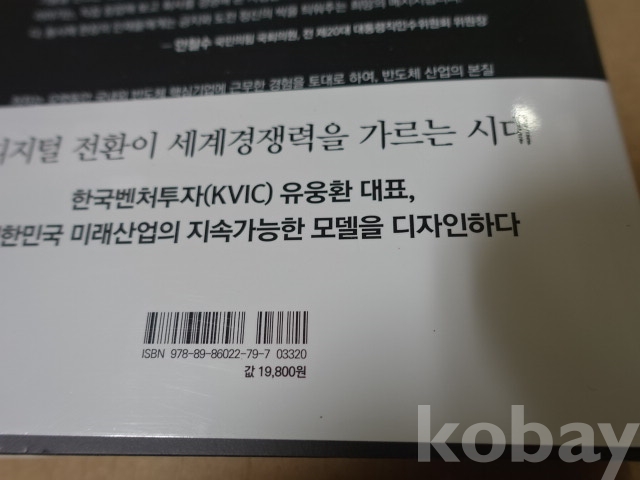 — 안철수 국민의힘 국회의원, 전 제20대 대통령직인수위원회 위원장
핵심기업에 근무한 경험을 토대로 하여, 반도체 산업의 본질
전환이 세계경쟁력을 가르는 시대
한국벤처투자(KVIC) 유웅환 대표,
대한민국 미래산업의 지속가능한 모델을 디자인하다
ISBN 978-89-86022-79-7 03320
값 19,800원
kobay